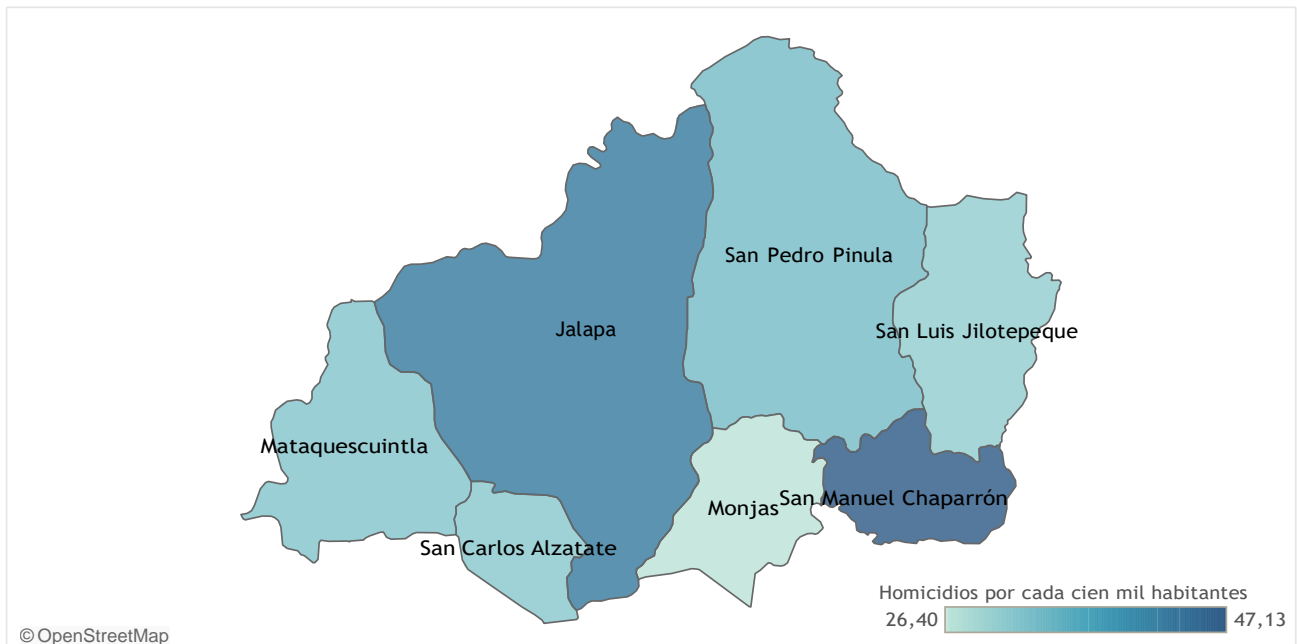 San Pedro Pinula
Jalapa
San Luis Jilotepeque
Mataquescuintla
San Manuel Chaparrón
Monjas
San Carlos Alzatate
Homicidios por cada cien mil habitantes
26,40 47,13
© OpenStreetMap